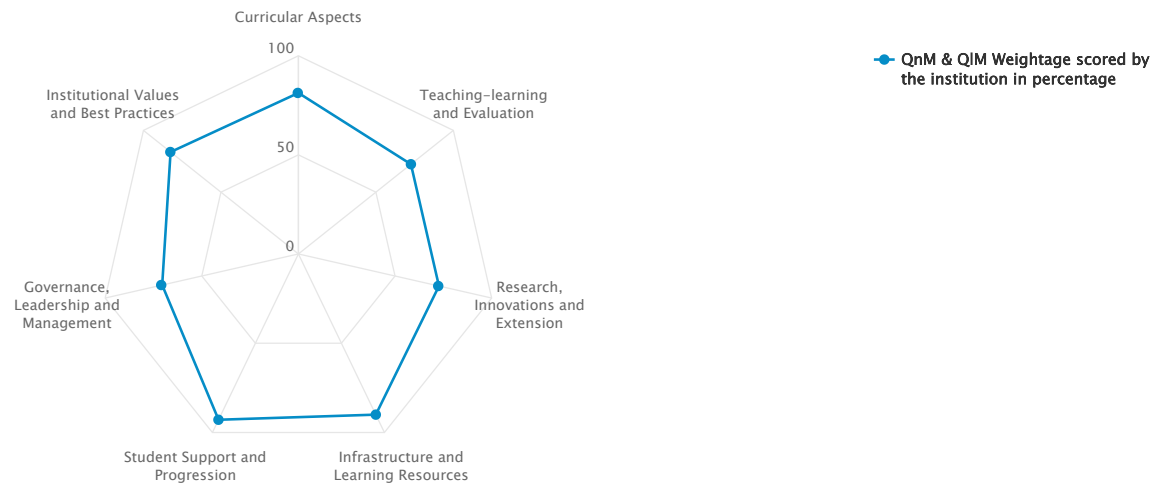 Curricular Aspects
100
Institutional Values
and Best Practices
Teaching-learning
and Evaluation
50
0
Governance,
Leadership and
Management
Research,
Innovations and
Extension
Student Support and
Progression
Infrastructure and
Learning Resources
QnM & QlM Weightage scored by
the institution in percentage